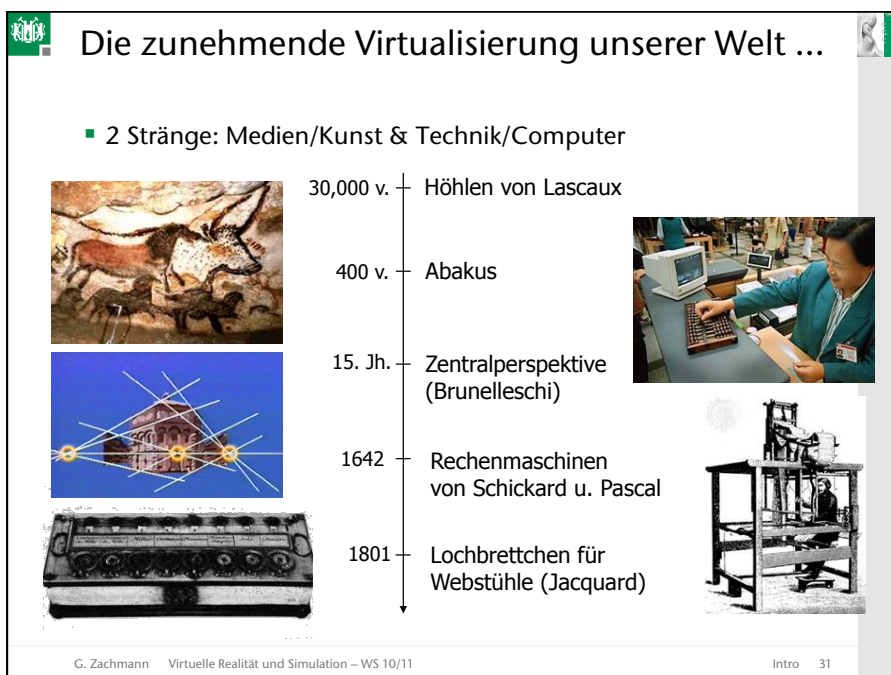 Die zunehmende Virtualisierung unserer Welt ...
▪ 2 Stränge: Medien/Kunst & Technik/Computer
30,000 v. Höhlen von Lascaux
400 v. Abakus
15. Jh. Zentralperspektive
(Brunelleschi)
1642 Rechenmaschinen
von Schickard u. Pascal
1801 Lochbrettchen für
Webstühle (Jacquard)
G. Zachmann Virtuelle Realität und Simulation – WS 10/11 Intro 31